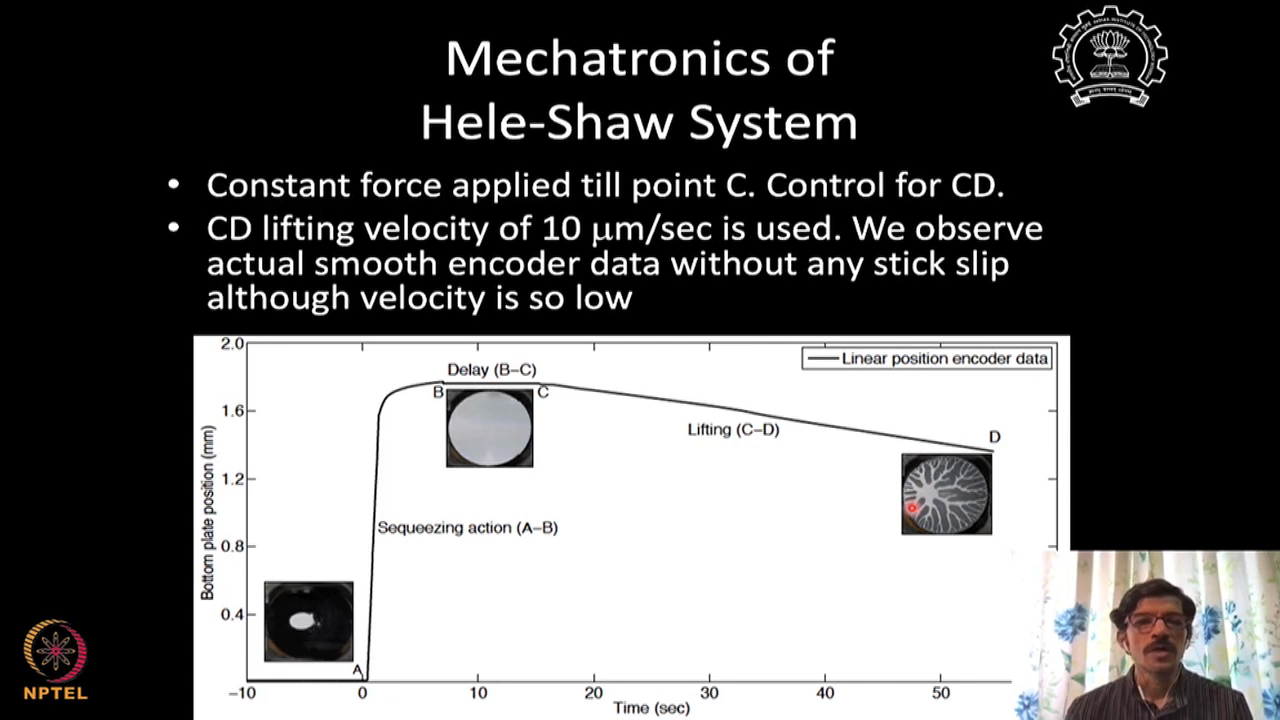 Mechatronics of
Hele-Shaw System
• Constant force applied till point C. Control for CD.
• CD lifting velocity of 10 μm/sec is used. We observe
actual smooth encoder data without any stick slip
although velocity is so low
2.0
1.6
1.2
0.8
0.4
Bottom plate position (mm)
Linear position encoder data
Delay (B–C)
B
C
Lifting (C–D)
D
Sequeezing action (A–B)
A
−10 0 10 20 30 40 50
Time (sec)
NPTEL